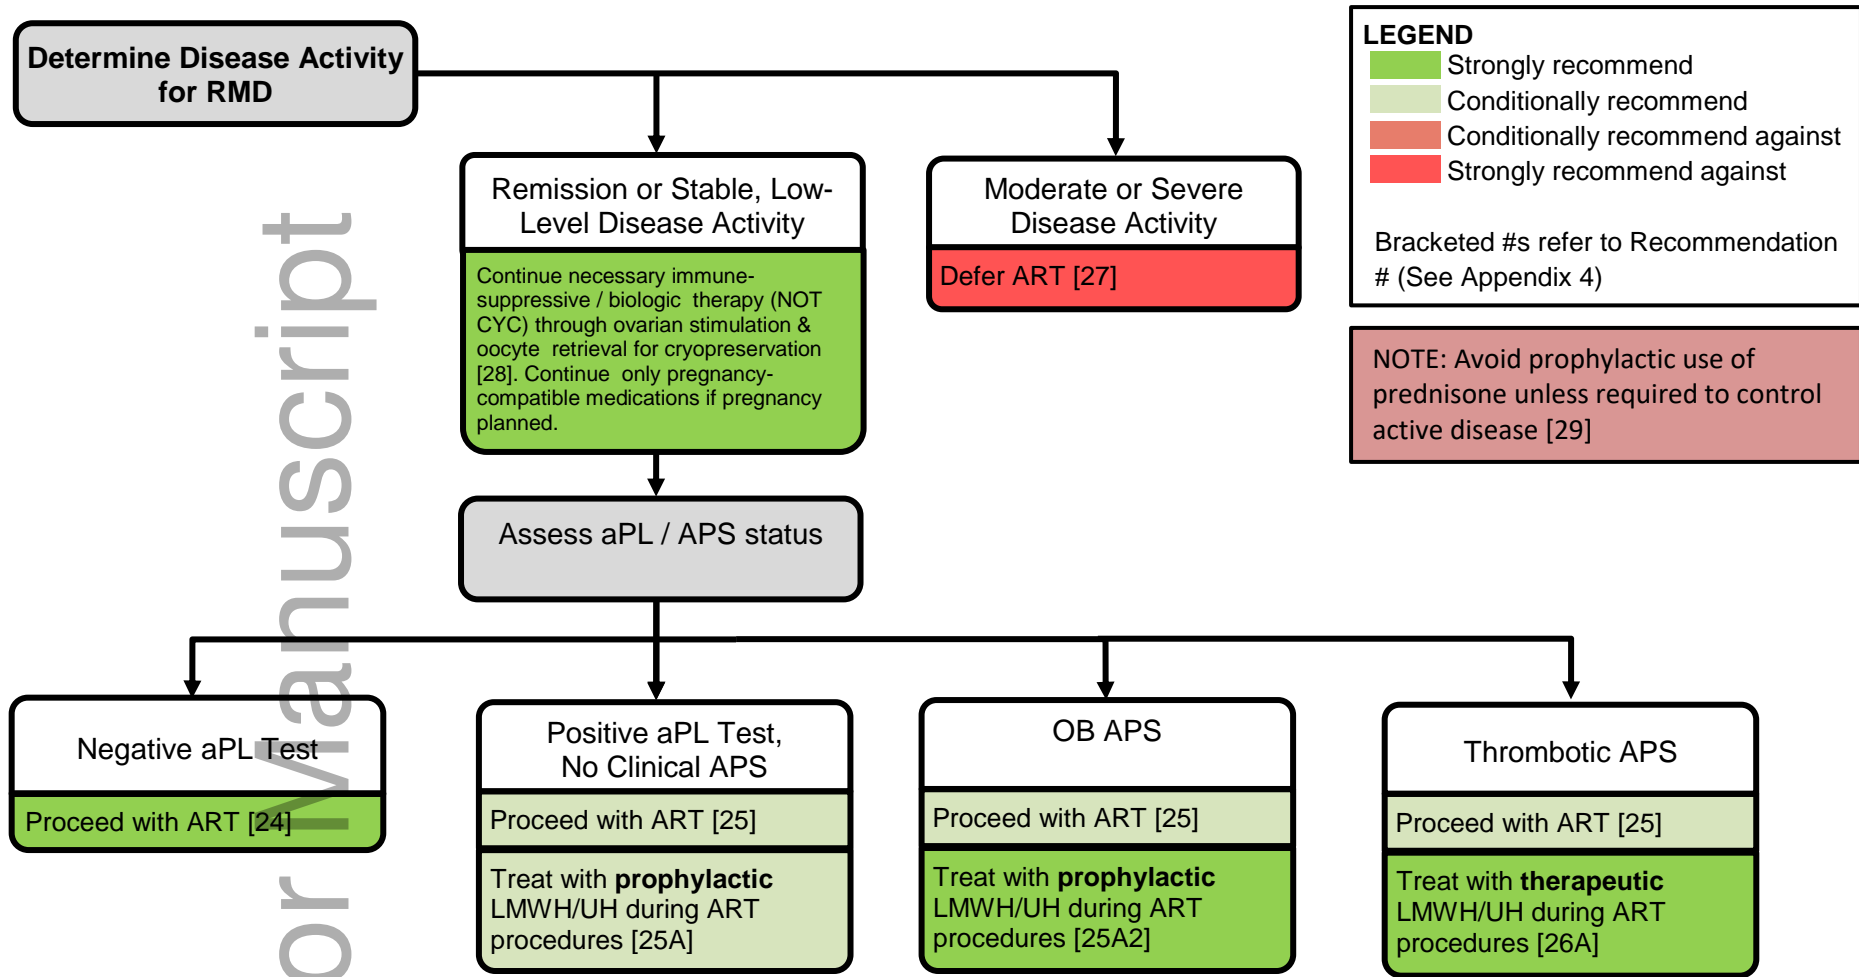 Determine Disease Activity
for RMD
LEGEND
Strongly recommend
Conditionally recommend
Conditionally recommend against
Strongly recommend against
Bracketed #s refer to Recommendation
# (See Appendix 4)
Remission or Stable, Low-
Level Disease Activity
Continue necessary immune-
suppressive / biologic therapy (NOT
CYC) through ovarian stimulation &
oocyte retrieval for cryopreservation
[28]. Continue only pregnancy-
compatible medications if pregnancy
planned.
Moderate or Severe
Disease Activity
Defer ART [27]
NOTE: Avoid prophylactic use of
prednisone unless required to control
active disease [29]
Assess aPL / APS status
Negative aPL Test
Proceed with ART [24]
Positive aPL Test,
No Clinical APS
Proceed with ART [25]
Treat with prophylactic
LMWH/UH during ART
procedures [25A]
OB APS
Proceed with ART [25]
Treat with prophylactic
LMWH/UH during ART
procedures [25A2]
Thrombotic APS
Proceed with ART [25]
Treat with therapeutic
LMWH/UH during ART
procedures [26A]
or Manuscript